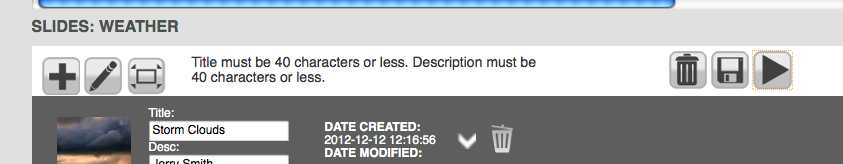 SLIDES: WEATHER
Title must be 40 characters or less. Description must be
40 characters or less.
Title:
Storm Clouds
Desc:
Jerry Smith
DATE CREATED:
2012-12-12 12:16:56
DATE MODIFIED: